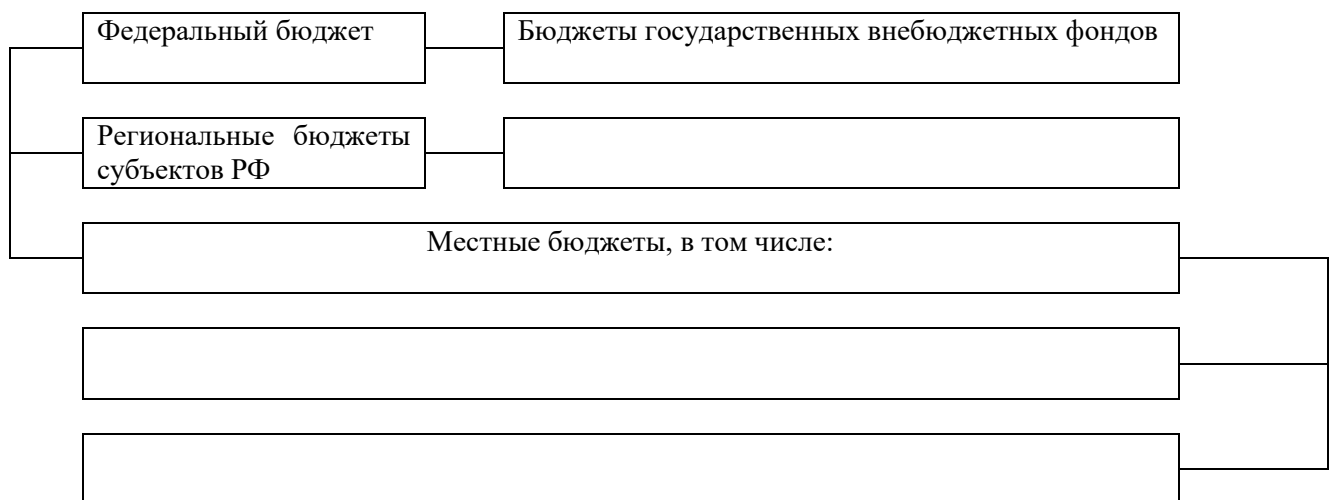 Федеральный бюджет
Бюджеты государственных внебюджетных фондов
Региональные бюджеты
субъектов РФ
Местные бюджеты, в том числе: